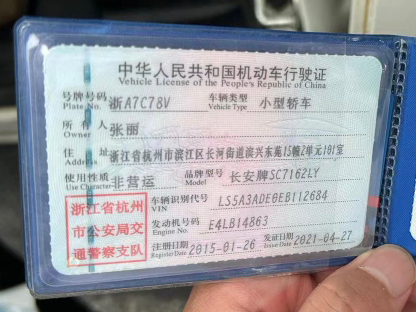 中华人民共和国机动车行驶证
Vehicle License of the People's Republic of China
号牌号码 Plate No. 浙A7C78V 车辆类型 Vehicle Type 小型轿车
所有人 Owner 张丽
住址 Address 浙江省杭州市滨江区长河街道滨兴东苑15幢2单元101室
使用性质 Use Character 非营运 品牌型号 Model 长安牌SC7162LY
车辆识别代号 VIN LS5A3ADE0EB112684
发动机号码 Engine No. E4LB14863
注册日期 Register Date 2015-01-26 发证日期 Issue Date 2021-04-27
浙江省杭州
市公安局交
通警察支队